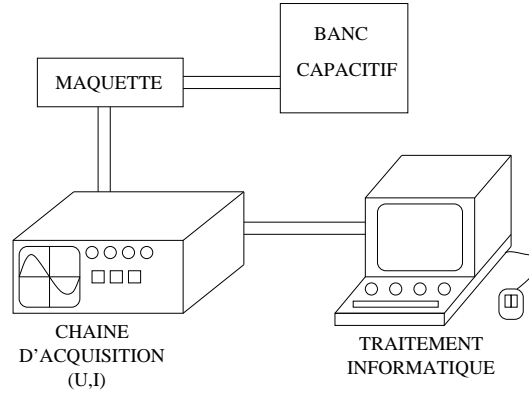 BANC
CAPACITIF
MAQUETTE
CHAINE
D'ACQUISITION
(U,I)
TRAITEMENT
INFORMATIQUE